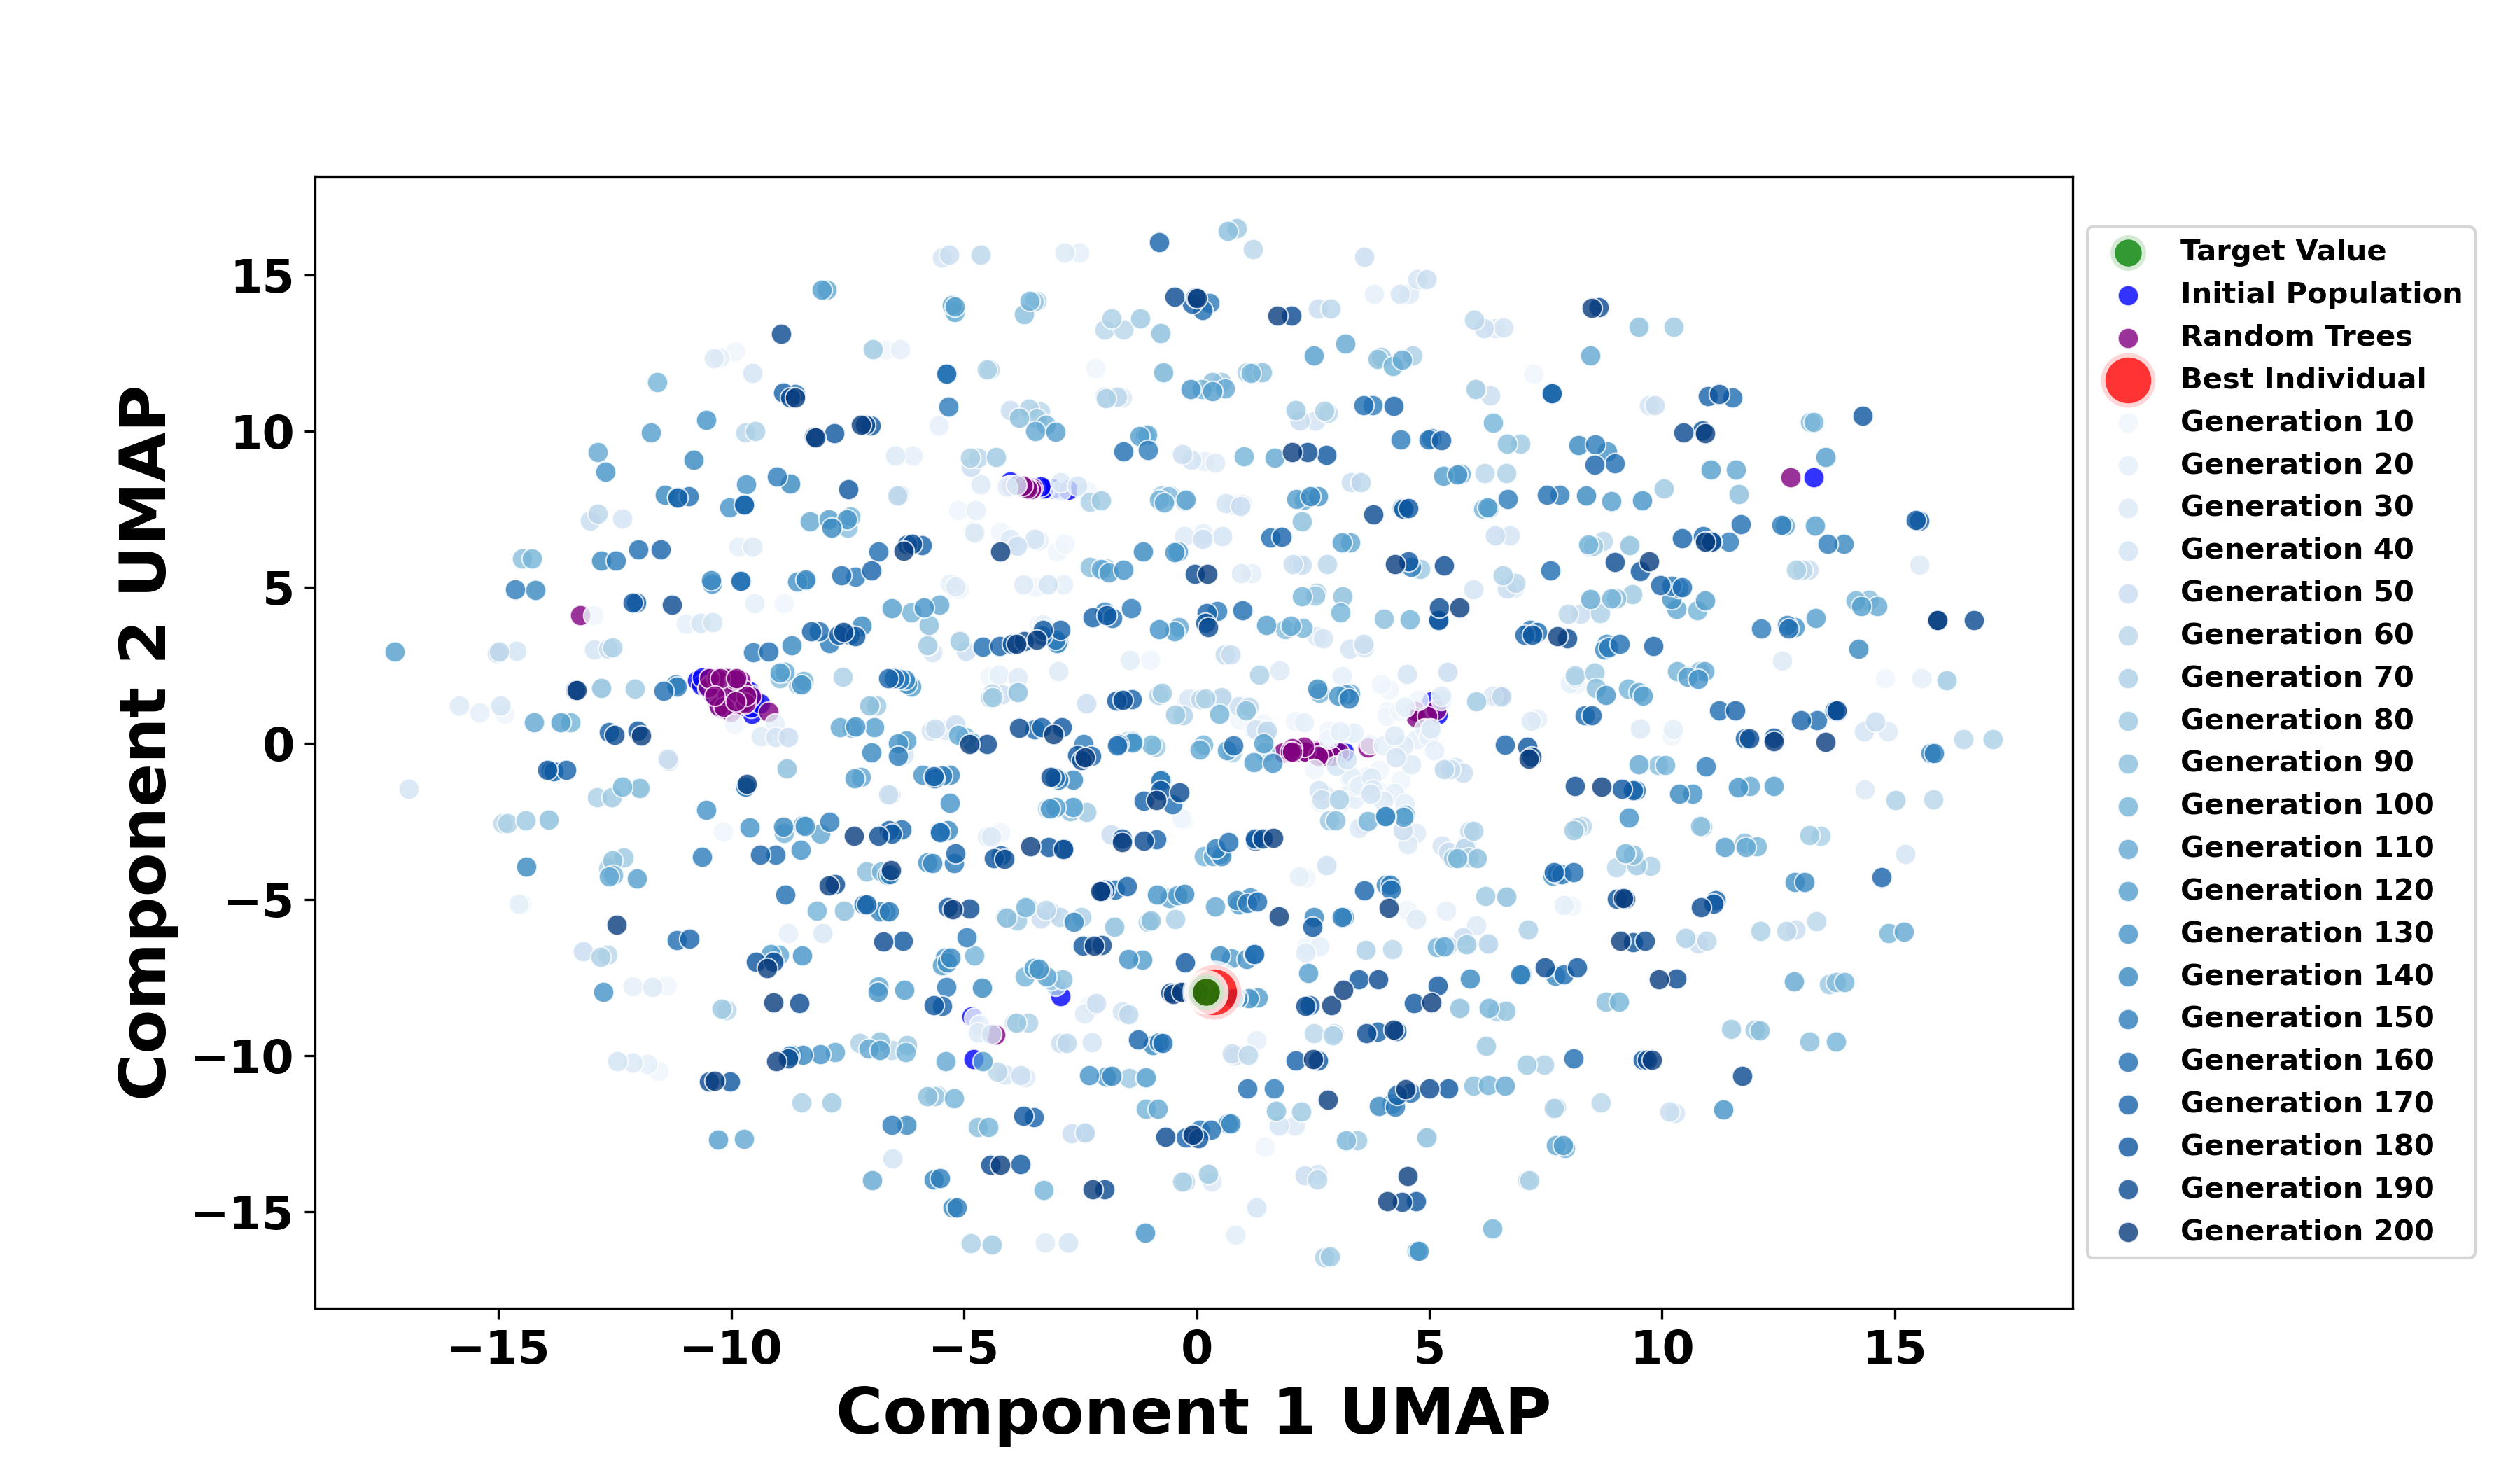 Component 2 UMAP
15
10
5
0
−5
−10
−15
−15 −10 −5 0 5 10 15
Component 1 UMAP
Target Value
Initial Population
Random Trees
Best Individual
Generation 10
Generation 20
Generation 30
Generation 40
Generation 50
Generation 60
Generation 70
Generation 80
Generation 90
Generation 100
Generation 110
Generation 120
Generation 130
Generation 140
Generation 150
Generation 160
Generation 170
Generation 180
Generation 190
Generation 200